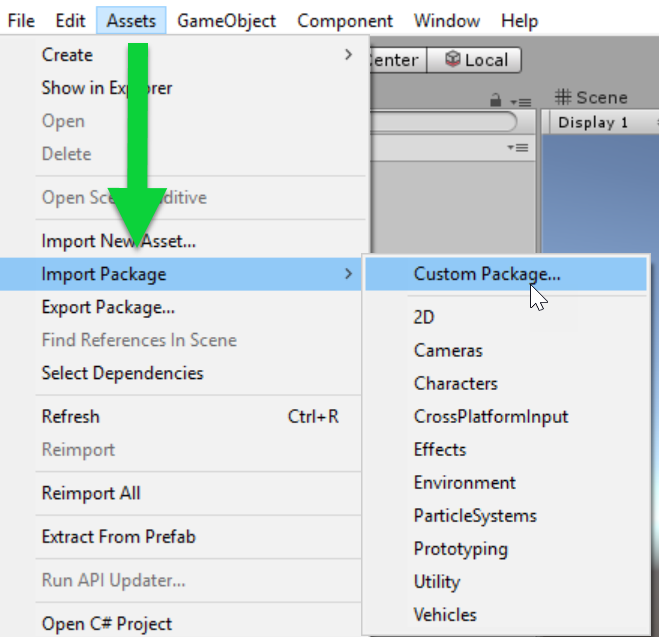 File Edit Assets GameObject Component Window Help
Create
Show in Explorer
Open
Delete
Open Scene Additive
Import New Asset...
Import Package
Export Package...
Find References In Scene
Select Dependencies
Refresh Ctrl+R
Reimport
Reimport All
Extract From Prefab
Run API Updater...
Open C# Project
Custom Package...
2D
Cameras
Characters
CrossPlatformInput
Effects
Environment
ParticleSystems
Prototyping
Utility
Vehicles
enter Local
Scene
Display 1